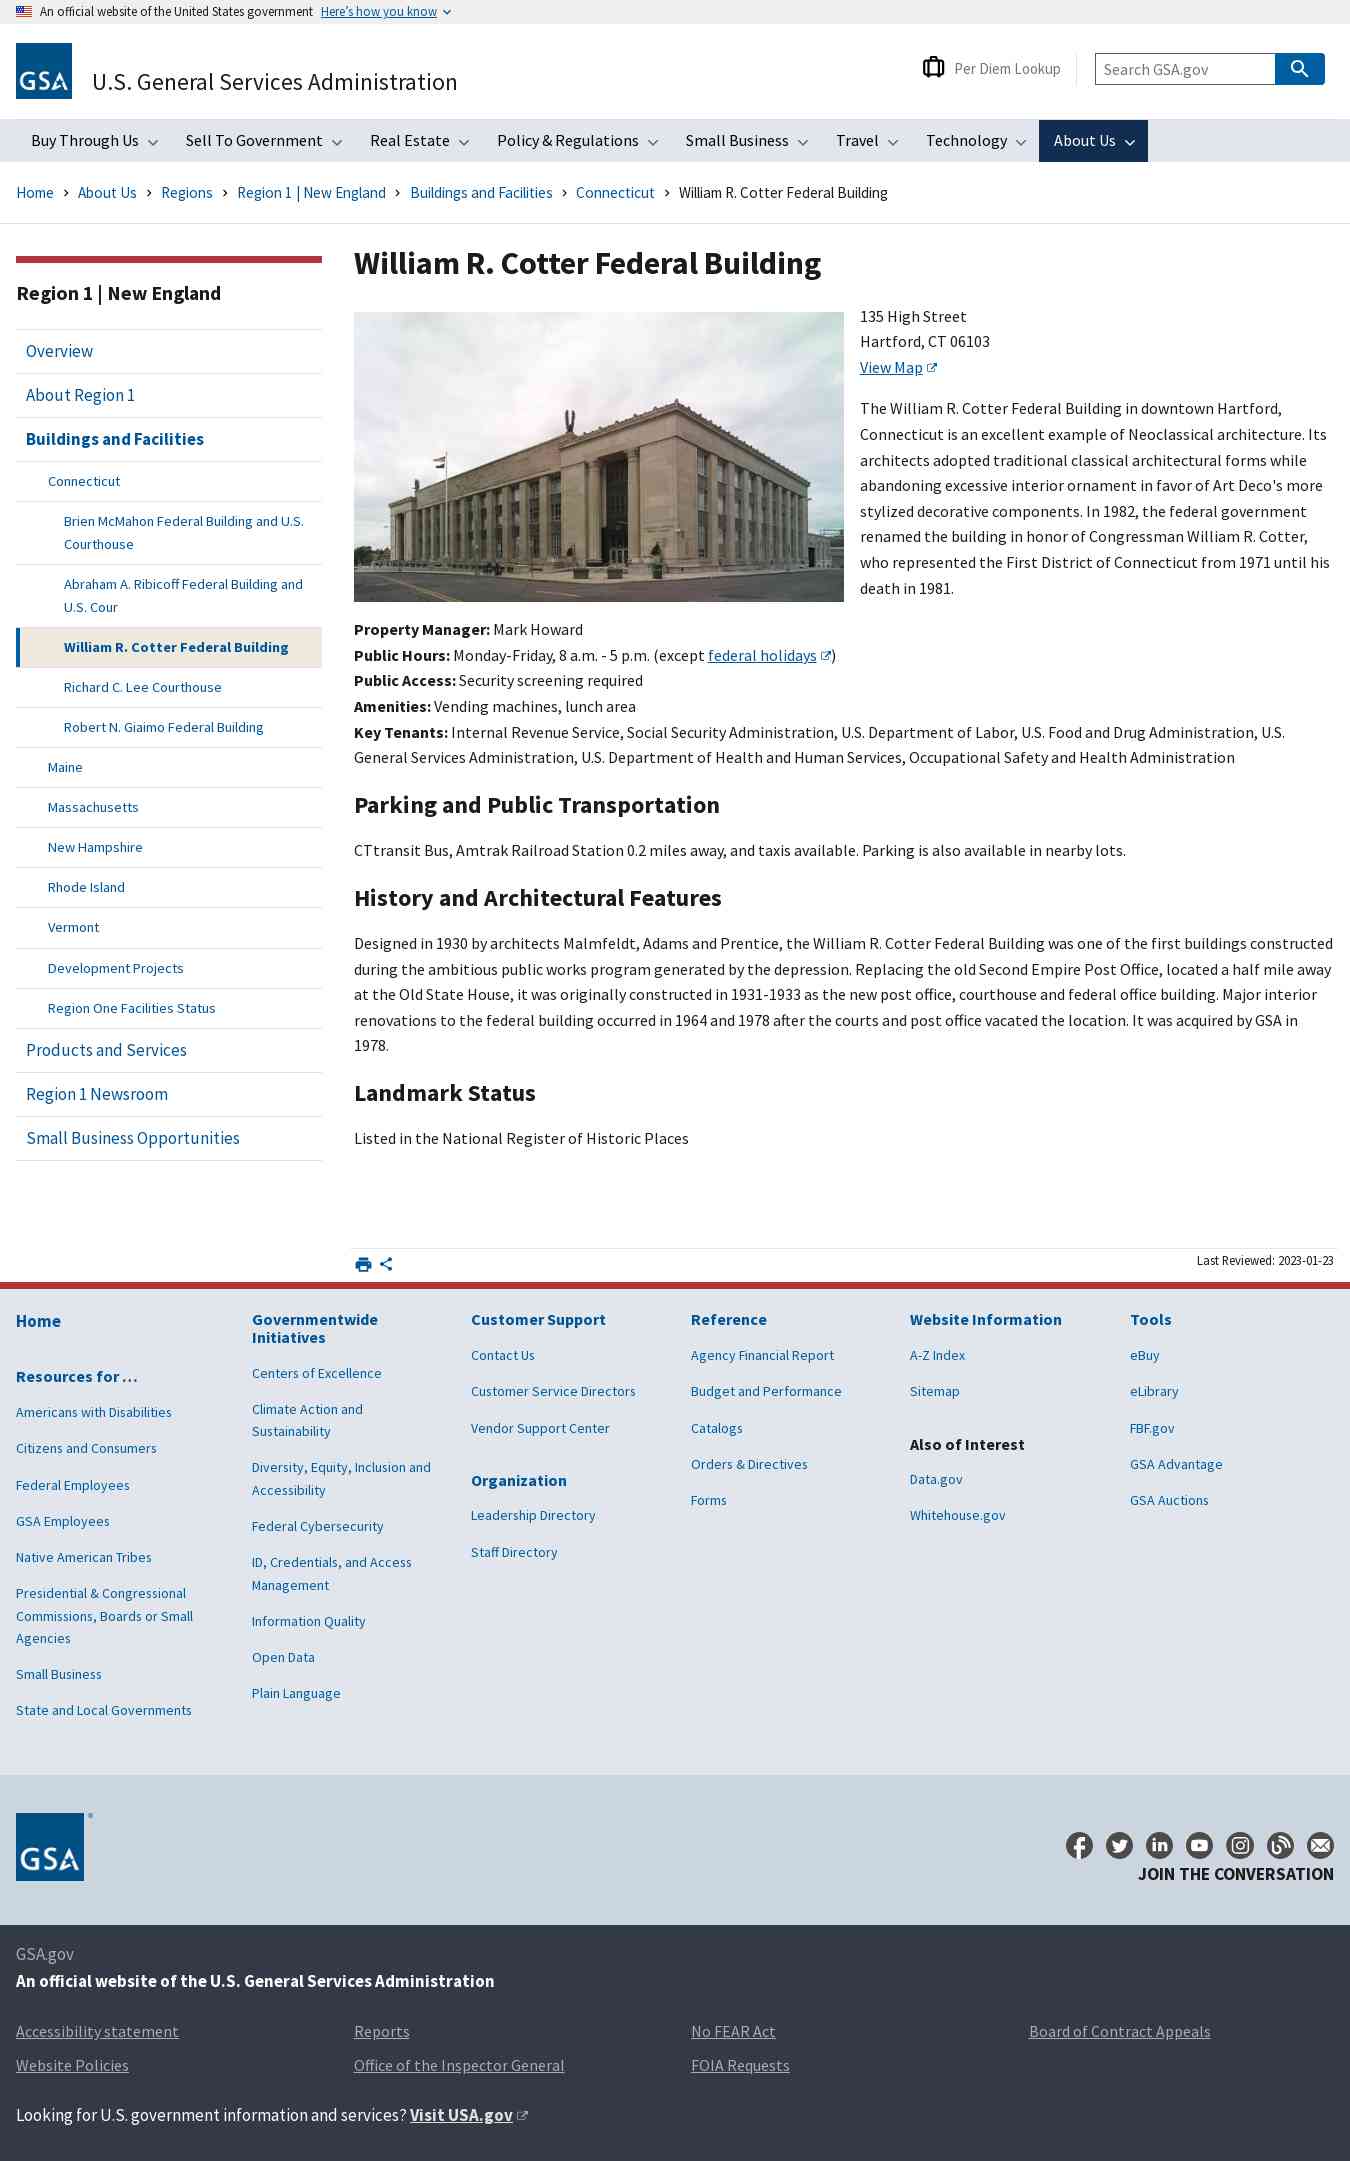 An official website of the United States government Here's how you know
GSA
U.S. General Services Administration
Per Diem Lookup
Search GSA.gov
Buy Through Us Sell To Government Real Estate Policy & Regulations Small Business Travel Technology About Us
Home About Us Regions Region 1 | New England Buildings and Facilities Connecticut William R. Cotter Federal Building
Region 1 | New England
Overview
About Region 1
Buildings and Facilities
Connecticut
Brien McMahon Federal Building and U.S.
Courthouse
Abraham A. Ribicoff Federal Building and
U.S. Cour
William R. Cotter Federal Building
Richard C. Lee Courthouse
Robert N. Giaimo Federal Building
Maine
Massachusetts
New Hampshire
Rhode Island
Vermont
Development Projects
Region One Facilities Status
Products and Services
Region 1 Newsroom
Small Business Opportunities
William R. Cotter Federal Building
135 High Street
Hartford, CT 06103
View Map
The William R. Cotter Federal Building in downtown Hartford,
Connecticut is an excellent example of Neoclassical architecture. Its
architects adopted traditional classical architectural forms while
abandoning excessive interior ornament in favor of Art Deco's more
stylized decorative components. In 1982, the federal government
renamed the building in honor of Congressman William R. Cotter,
who represented the First District of Connecticut from 1971 until his
death in 1981.
Property Manager: Mark Howard
Public Hours: Monday-Friday, 8 a.m. - 5 p.m. (except federal holidays)
Public Access: Security screening required
Amenities: Vending machines, lunch area
Key Tenants: Internal Revenue Service, Social Security Administration, U.S. Department of Labor, U.S. Food and Drug Administration, U.S.
General Services Administration, U.S. Department of Health and Human Services, Occupational Safety and Health Administration
Parking and Public Transportation
CTtransit Bus, Amtrak Railroad Station 0.2 miles away, and taxis available. Parking is also available in nearby lots.
History and Architectural Features
Designed in 1930 by architects Malmfeldt, Adams and Prentice, the William R. Cotter Federal Building was one of the first buildings constructed
during the ambitious public works program generated by the depression. Replacing the old Second Empire Post Office, located a half mile away
at the Old State House, it was originally constructed in 1931-1933 as the new post office, courthouse and federal office building. Major interior
renovations to the federal building occurred in 1964 and 1978 after the courts and post office vacated the location. It was acquired by GSA in
1978.
Landmark Status
Listed in the National Register of Historic Places
Last Reviewed: 2023-01-23
Home
Resources for …
Americans with Disabilities
Citizens and Consumers
Federal Employees
GSA Employees
Native American Tribes
Presidential & Congressional
Commissions, Boards or Small
Agencies
Small Business
State and Local Governments
Governmentwide
Initiatives
Centers of Excellence
Climate Action and
Sustainability
Diversity, Equity, Inclusion and
Accessibility
Federal Cybersecurity
ID, Credentials, and Access
Management
Information Quality
Open Data
Plain Language
Customer Support
Contact Us
Customer Service Directors
Vendor Support Center
Organization
Leadership Directory
Staff Directory
Reference
Agency Financial Report
Budget and Performance
Catalogs
Orders & Directives
Forms
Website Information
A-Z Index
Sitemap
Also of Interest
Data.gov
Whitehouse.gov
Tools
eBuy
eLibrary
FBF.gov
GSA Advantage
GSA Auctions
GSA
JOIN THE CONVERSATION
GSA.gov
An official website of the U.S. General Services Administration
Accessibility statement Reports No FEAR Act Board of Contract Appeals
Website Policies Office of the Inspector General FOIA Requests
Looking for U.S. government information and services? Visit USA.gov